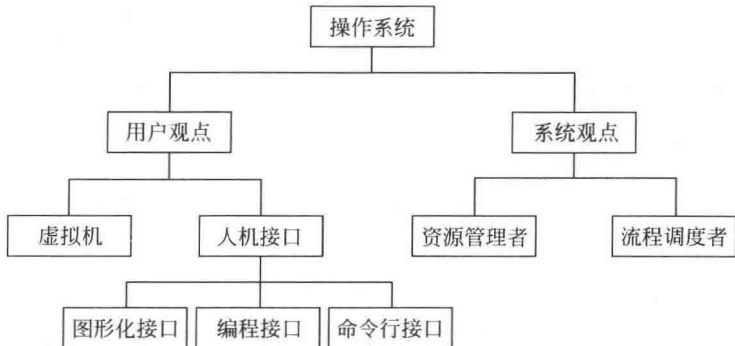 操作系统
用户观点
系统观点
虚拟机
人机接口
资源管理者
流程调度者
图形化接口
编程接口
命令行接口